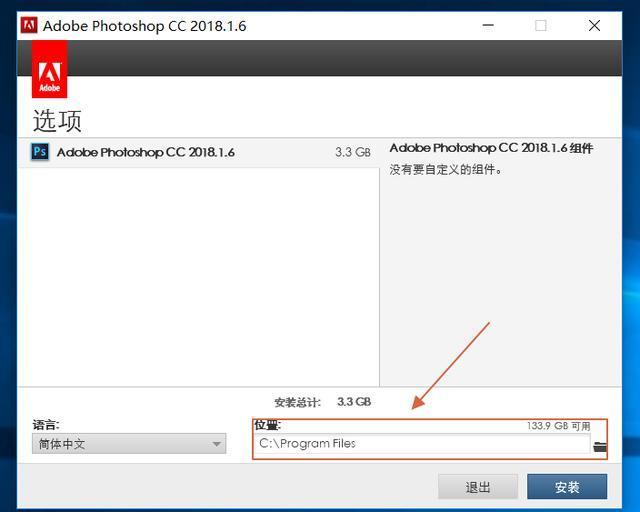 Adobe Photoshop CC 2018.1.6
Adobe
选项
Ps Adobe Photoshop CC 2018.1.6 3.3 GB
Adobe Photoshop CC 2018.1.6 组件
没有要自定义的组件。
安装总计: 3.3 GB
语言:
简体中文
位置: 133.9 GB 可用
C:\Program Files
退出 安装